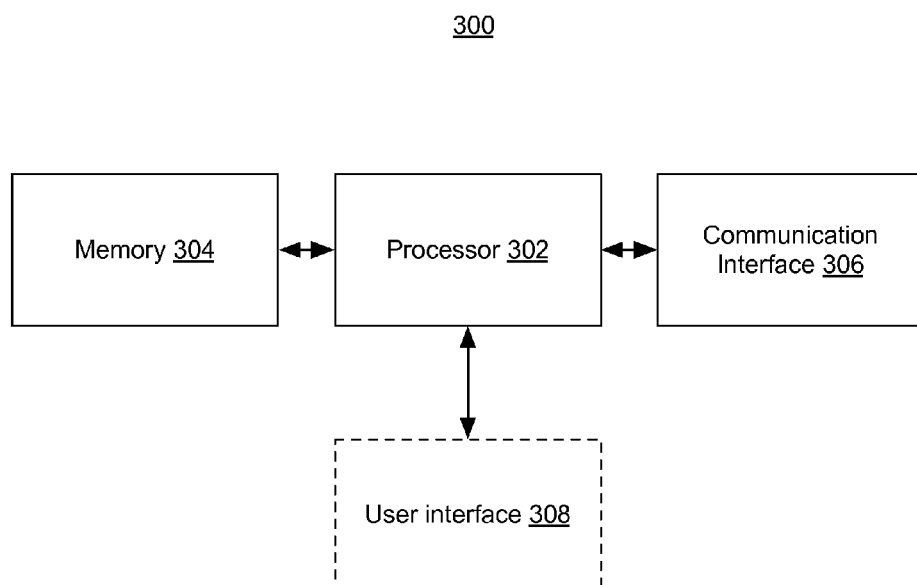 300
Memory 304
Processor 302
Communication
Interface 306
User interface 308